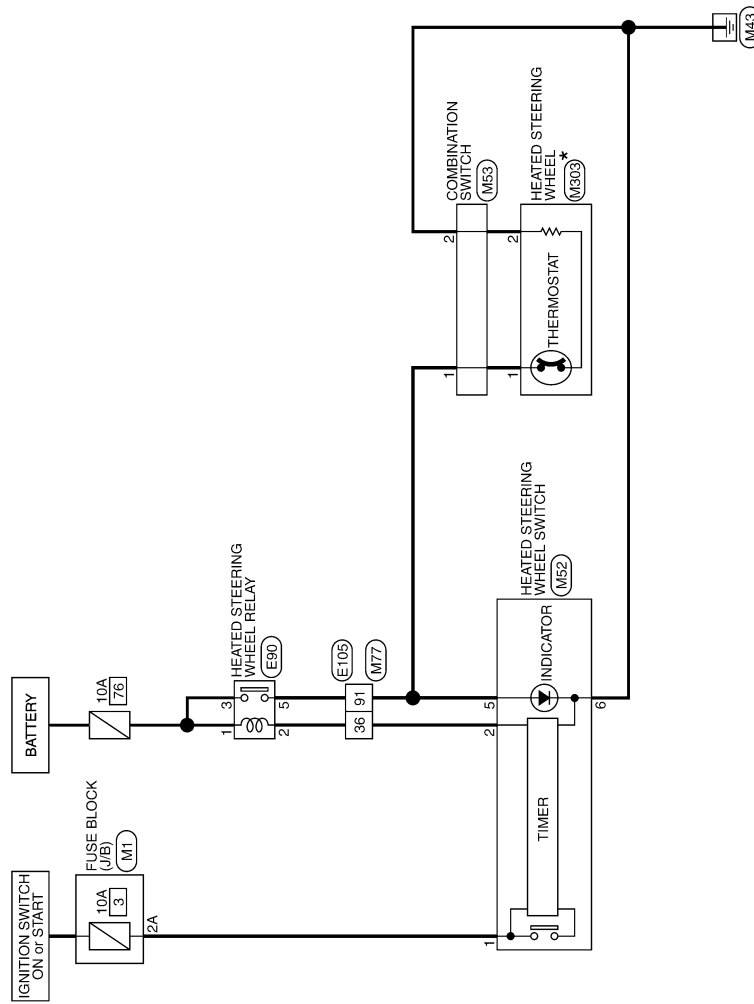 IGNITION SWITCH
ON or START
FUSE BLOCK
(J/B)
M1
10A
3
2A
BATTERY
10A
76
HEATED STEERING
WHEEL RELAY
E90
1
3
2
5
E105
M77
36
91
HEATED STEERING
WHEEL SWITCH
M52
1
2
5
TIMER
INDICATOR
6
COMBINATION
SWITCH
M53
1
2
HEATED STEERING
WHEEL *
M303
1
2
THERMOSTAT
M43